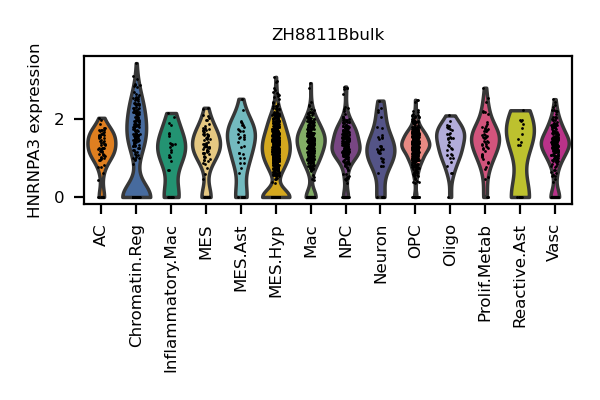 ZH8811Bbulk
HNRNPA3 expression
2
0
AC
Chromatin.Reg
Inflammatory.Mac
MES
MES.Ast
MES.Hyp
Mac
NPC
Neuron
OPC
Oligo
Prolif.Metab
Reactive.Ast
Vasc